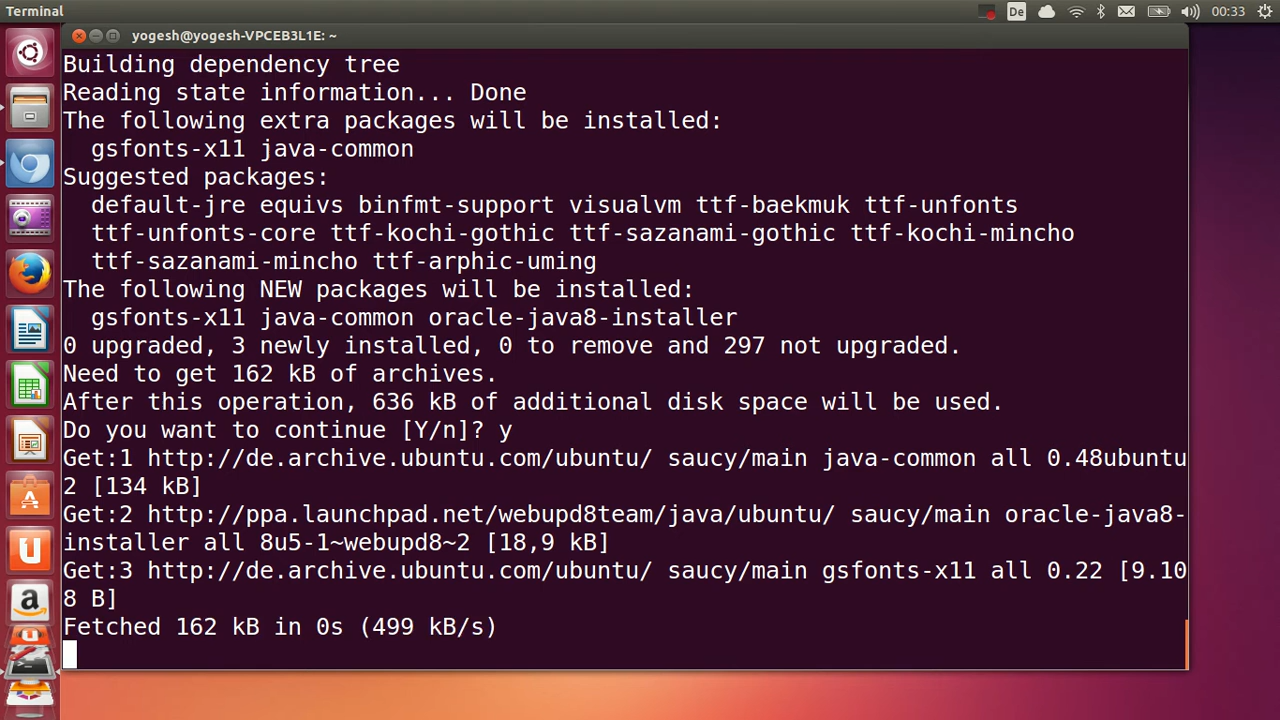 Terminal
De
00:33
yogesh@yogesh-VPCEB3L1E: ~
Building dependency tree
Reading state information... Done
The following extra packages will be installed:
gsfonts-x11 java-common
Suggested packages:
default-jre equivs binfmt-support visualvm ttf-baekmuk ttf-unfonts
ttf-unfonts-core ttf-kochi-gothic ttf-sazanami-gothic ttf-kochi-mincho
ttf-sazanami-mincho ttf-arphic-uming
The following NEW packages will be installed:
gsfonts-x11 java-common oracle-java8-installer
0 upgraded, 3 newly installed, 0 to remove and 297 not upgraded.
Need to get 162 kB of archives.
After this operation, 636 kB of additional disk space will be used.
Do you want to continue [Y/n]? y
Get:1 http://de.archive.ubuntu.com/ubuntu/ saucy/main java-common all 0.48ubuntu
2 [134 kB]
Get:2 http://ppa.launchpad.net/webupd8team/java/ubuntu/ saucy/main oracle-java8-
installer all 8u5-1~webupd8~2 [18,9 kB]
Get:3 http://de.archive.ubuntu.com/ubuntu/ saucy/main gsfonts-x11 all 0.22 [9.10
8 B]
Fetched 162 kB in 0s (499 kB/s)